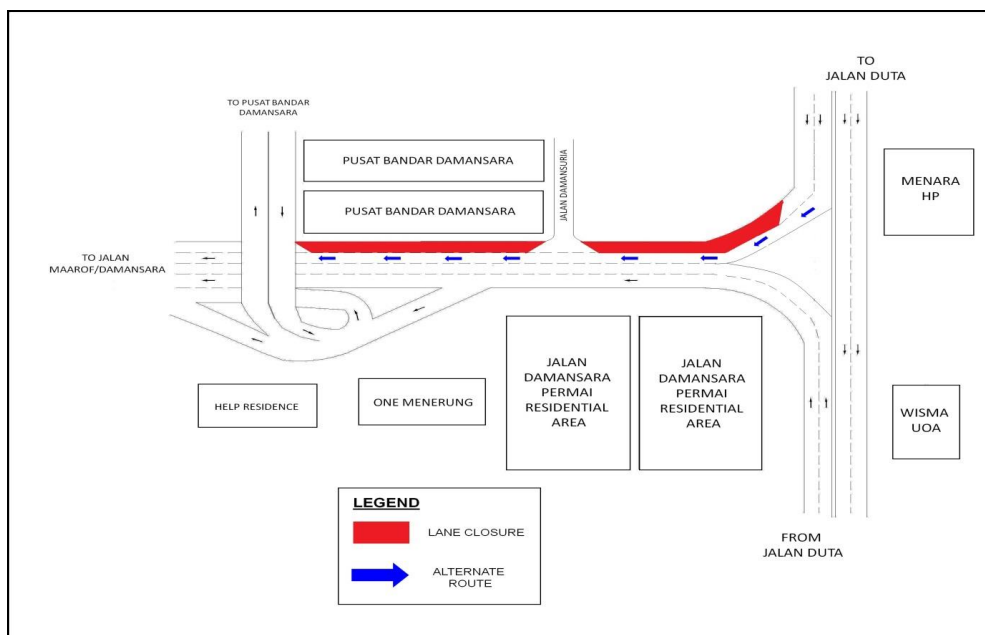 TO
JALAN DUTA
TO PUSAT BANDAR
DAMANSARA
PUSAT BANDAR DAMANSARA
PUSAT BANDAR DAMANSARA
JALAN DAMANSURIA
MENARA
HP
TO JALAN
MAAROF/DAMANSARA
HELP RESIDENCE
ONE MENERUNG
JALAN
DAMANSARA
PERMAI
RESIDENTIAL
AREA
JALAN
DAMANSARA
PERMAI
RESIDENTIAL
AREA
WISMA
UOA
LEGEND
LANE CLOSURE
ALTERNATE
ROUTE
FROM
JALAN DUTA